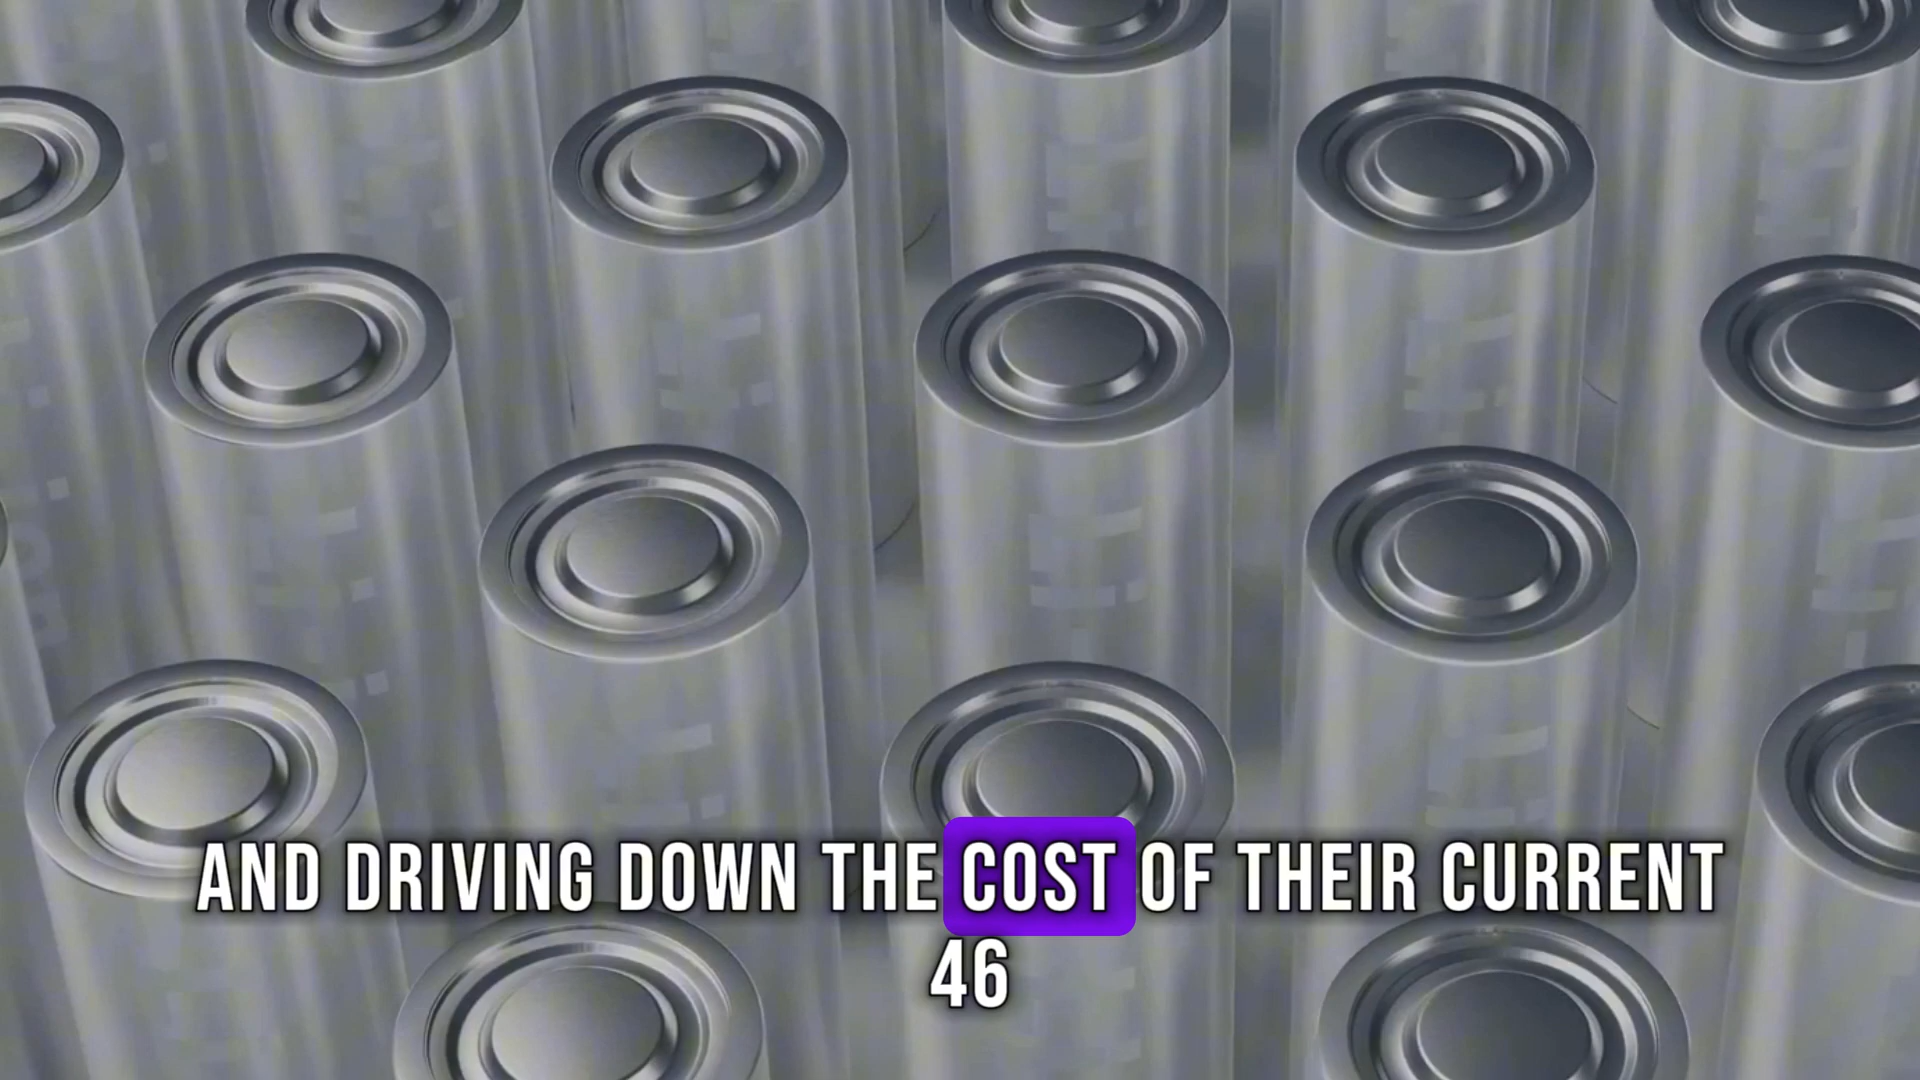 AND DRIVING DOWN THE COST OF THEIR CURRENT
46